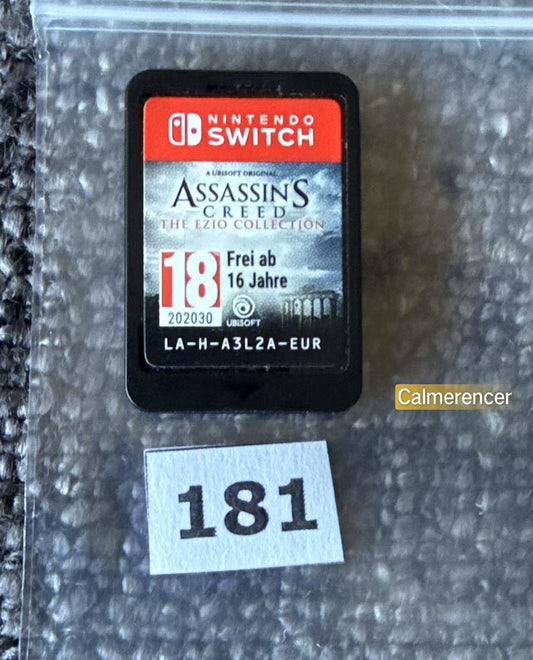 NINTENDO
SWITCH
A UBISOFT ORIGINAL
ASSASSIN'S
CREED
THE EZIO COLLECTION
18
202030
Frei ab
16 Jahre
UBISOFT
LA-H-A3L2A-EUR
Calmerencer
181